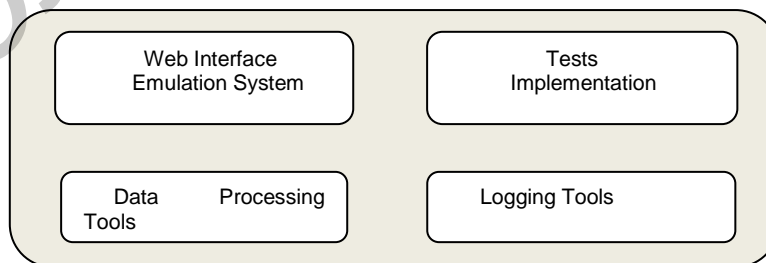 Web Interface
Emulation System
Tests
Implementation
Data Processing
Tools
Logging Tools